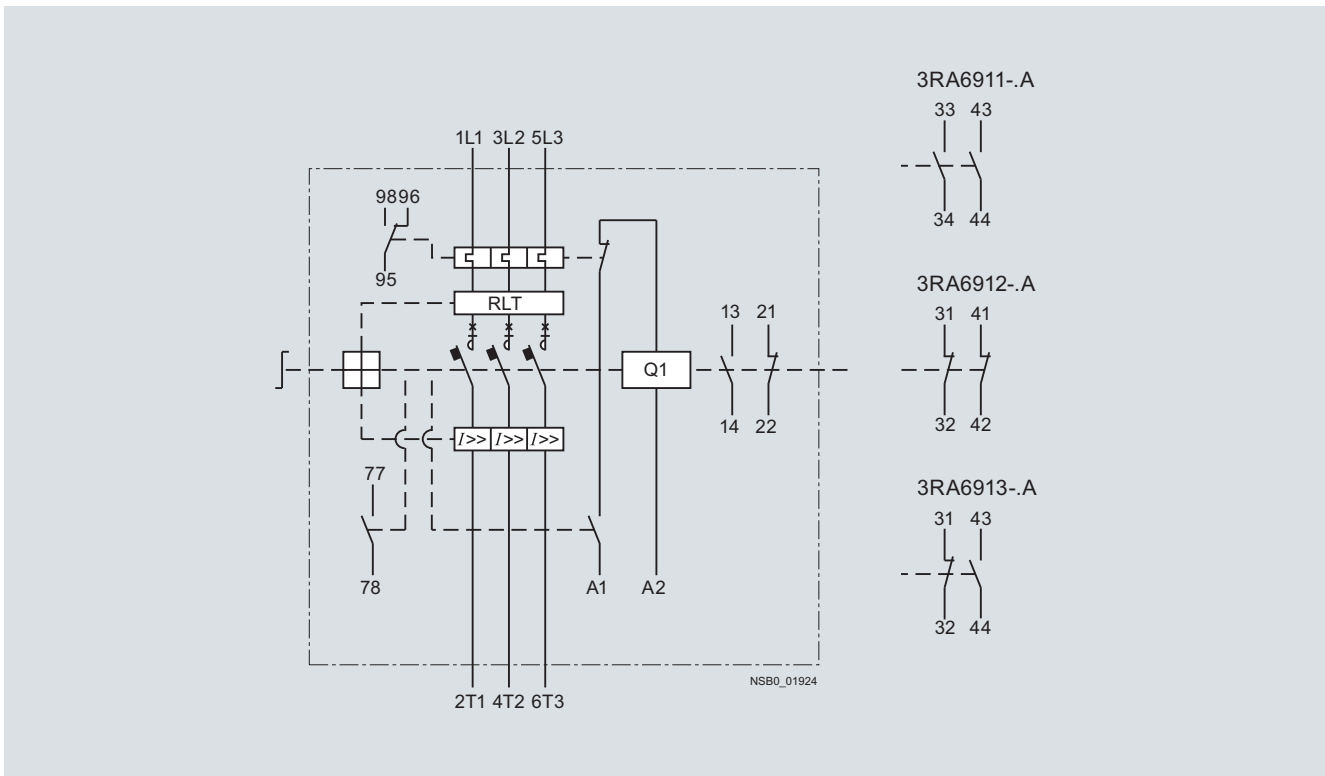 3RA6911-.A
33 43
34 44
1L1 3L2 5L3
9896
95
RLT
3RA6912-.A
31 41
32 42
13 21
Q1
14 22
I>> I>> I>>
77
78
A1 A2
3RA6913-.A
31 43
32 44
NSB0_01924
2T1 4T2 6T3